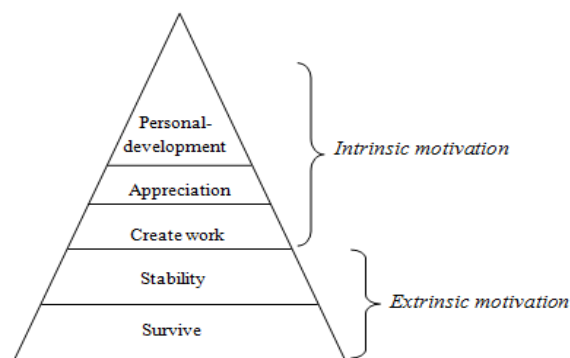 Personal-
development
Intrinsic motivation
Appreciation
Create work
Stability
Extrinsic motivation
Survive